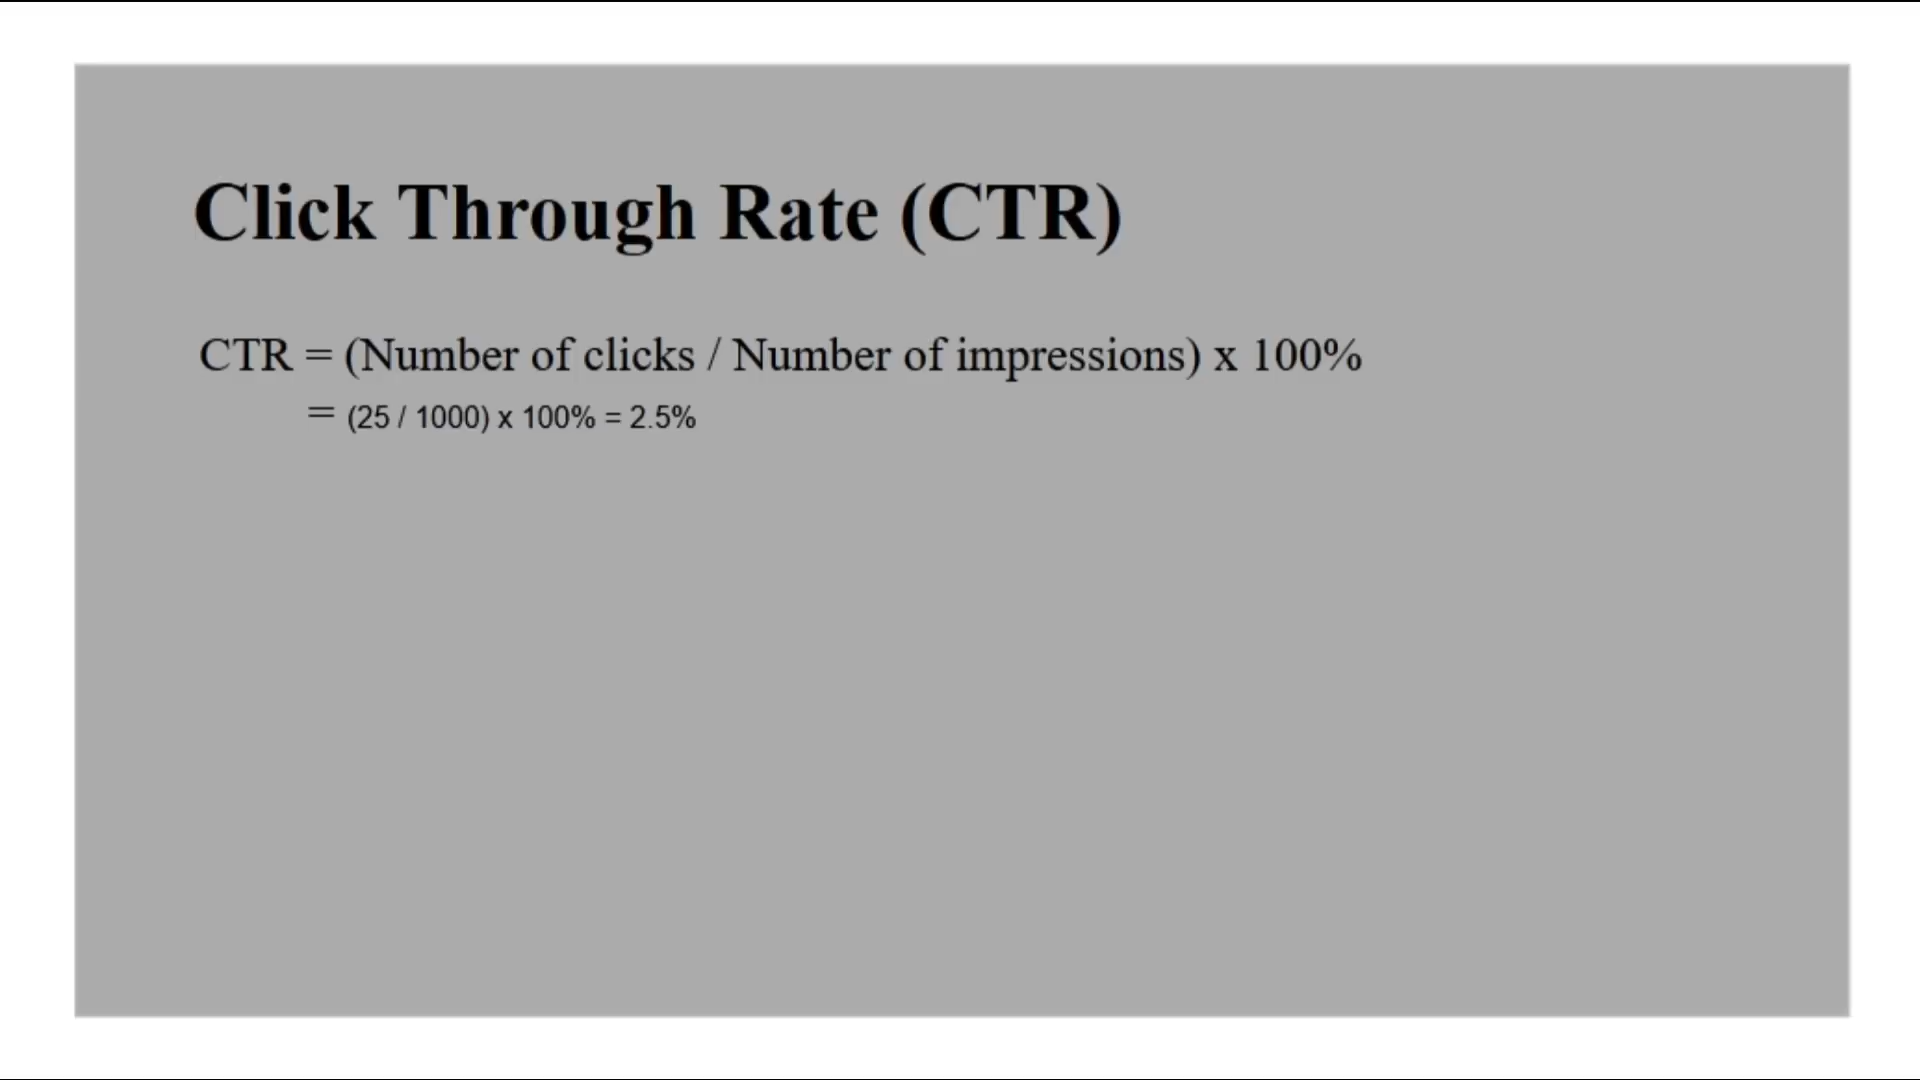 Click Through Rate (CTR)
CTR = (Number of clicks / Number of impressions) x 100%
= (25 / 1000) x 100% = 2.5%